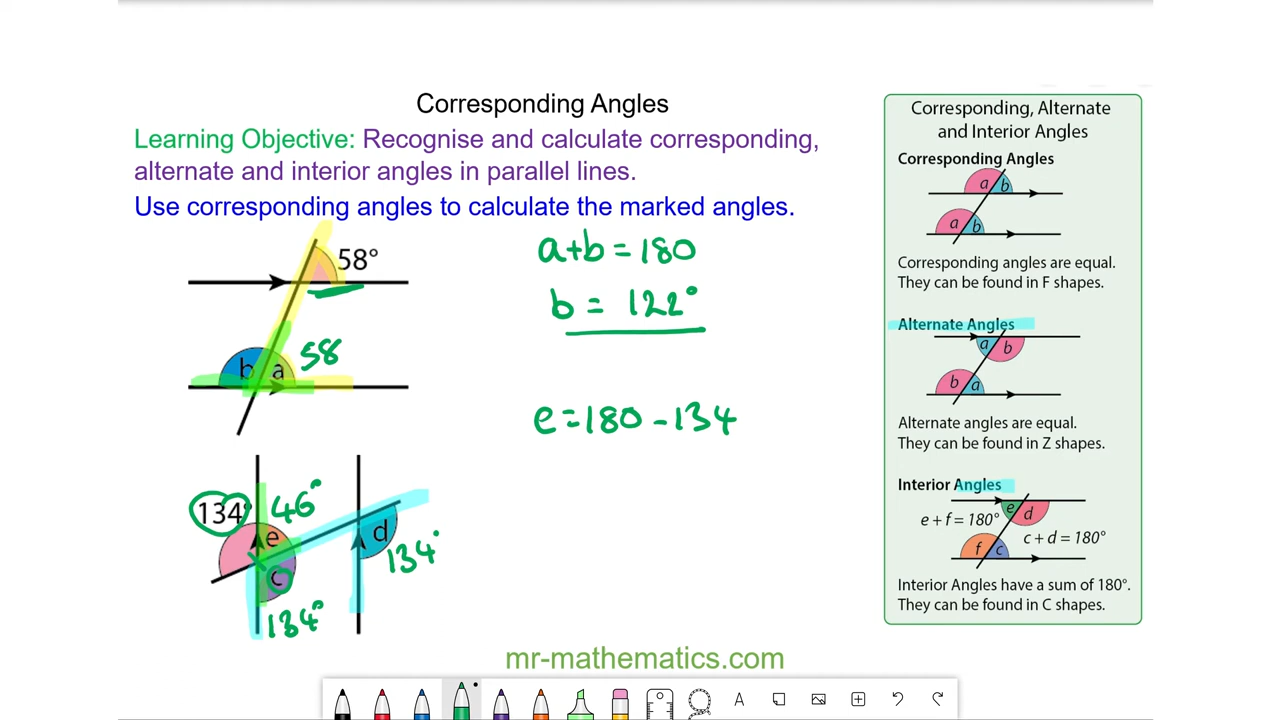 Corresponding Angles
Learning Objective: Recognise and calculate corresponding,
alternate and interior angles in parallel lines.
Use corresponding angles to calculate the marked angles.
58°
b a 58
a+b=180
b = 122°
e=180-134
134° 46°
e
c
d
134°
134°
mr-mathematics.com
A
Corresponding, Alternate
and Interior Angles
Corresponding Angles
a b
a b
Corresponding angles are equal.
They can be found in F shapes.
Alternate Angles
a b
b a
Alternate angles are equal.
They can be found in Z shapes.
Interior Angles
e d
e + f = 180°
c + d = 180°
f c
Interior Angles have a sum of 180°.
They can be found in C shapes.